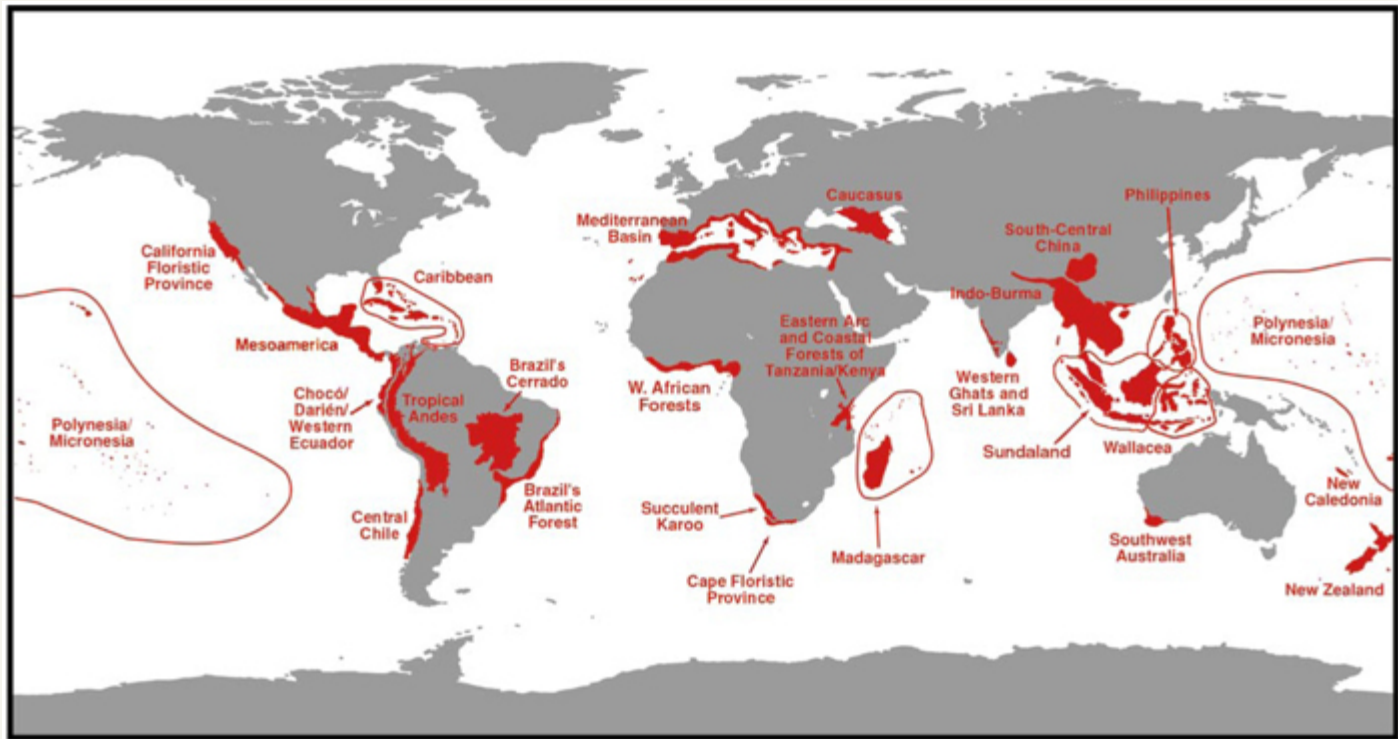 California
Floristic
Province
Mesoamerica
Caribbean
Polynesia/
Micronesia
Chocó/
Darién/
Western
Ecuador
Tropical
Andes
Brazil's
Cerrado
Central
Chile
Brazil's
Atlantic
Forest
Mediterranean
Basin
Caucasus
W. African
Forests
Eastern Arc
and Coastal
Forests of
Tanzania/Kenya
Succulent
Karoo
Cape Floristic
Province
Madagascar
South-Central
China
Indo-Burma
Western
Ghats and
Sri Lanka
Philippines
Sundaland
Wallacea
Polynesia/
Micronesia
New
Caledonia
Southwest
Australia
New Zealand